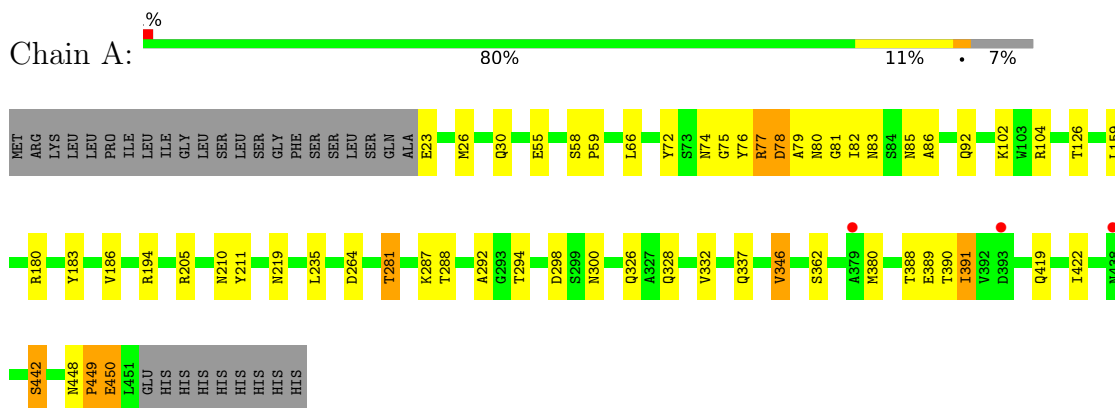 .%
Chain A:
80% 11% • 7%
MET ARG LYS LEU LEU PRO ILE LEU ILE GLY LEU SER LEU SER GLY PHE SER SER LEU SER GLN ALA E23 M26 Q30 E55 S58 P59 L66 Y72 S73 N74 G75 Y76 R77 D78 A79 N80 G81 I82 N83 S84 N85 A86 Q92 K102 W103 R104 T126 L159
R180 Y183 V186 R194 R205 N210 Y211 N219 L235 D264 T281 K287 T288 A292 G293 T294 D298 S299 N300 Q326 A327 Q328 V332 Q337 V346 S362 A379 M380 T388 E389 T390 I391 V392 D393 Q419 I422 N438
S442 N448 P449 E450 L451 GLU HIS HIS HIS HIS HIS HIS HIS HIS